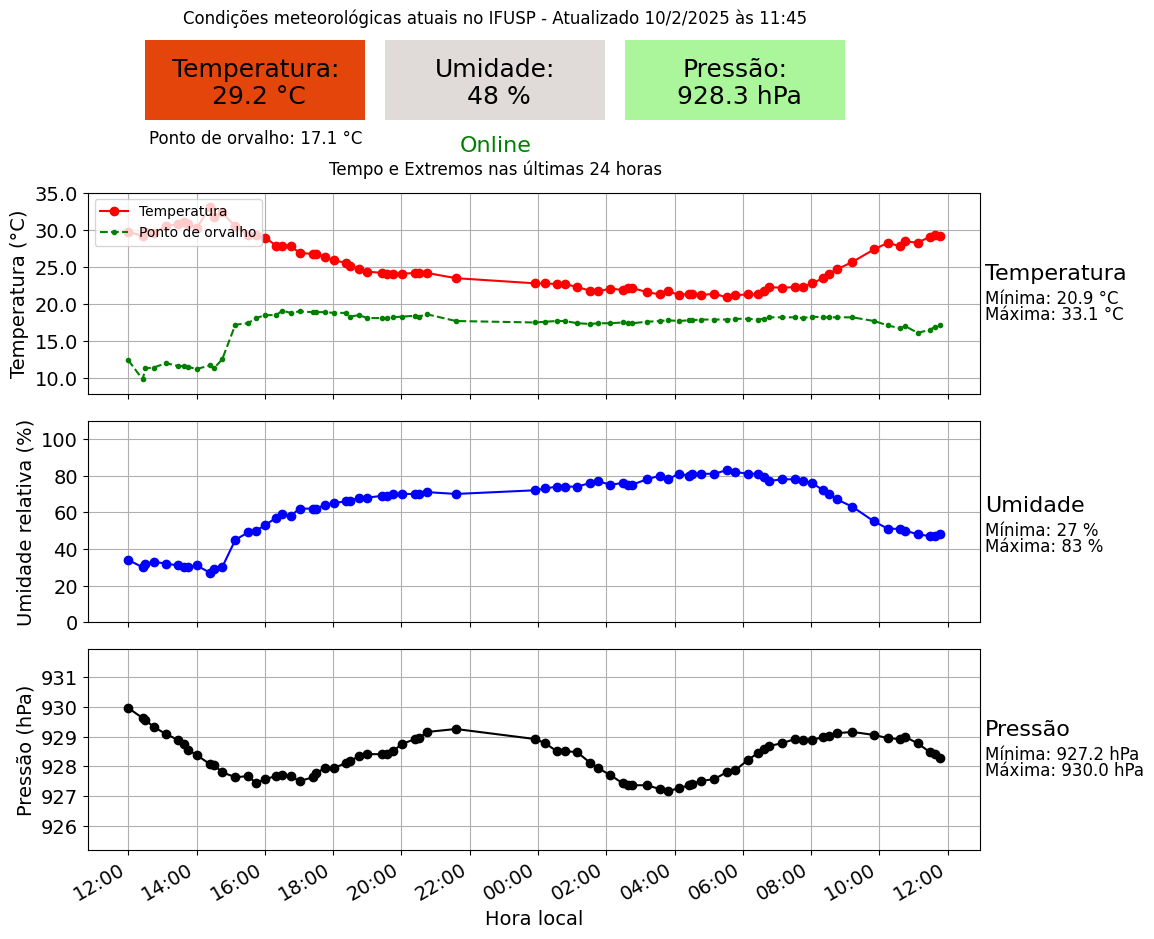 Condições meteorológicas atuais no IFUSP - Atualizado 10/2/2025 às 11:45
Temperatura:
29.2 °C
Umidade:
48 %
Pressão:
928.3 hPa
Ponto de orvalho: 17.1 °C
Online
Tempo e Extremos nas últimas 24 horas
Temperatura (°C)
35.0
30.0
25.0
20.0
15.0
10.0
Temperatura
Ponto de orvalho
Temperatura
Mínima: 20.9 °C
Máxima: 33.1 °C
Umidade relativa (%)
100
80
60
40
20
0
Umidade
Mínima: 27 %
Máxima: 83 %
Pressão (hPa)
931
930
929
928
927
926
Pressão
Mínima: 927.2 hPa
Máxima: 930.0 hPa
12:00 14:00 16:00 18:00 20:00 22:00 00:00 02:00 04:00 06:00 08:00 10:00 12:00
Hora local